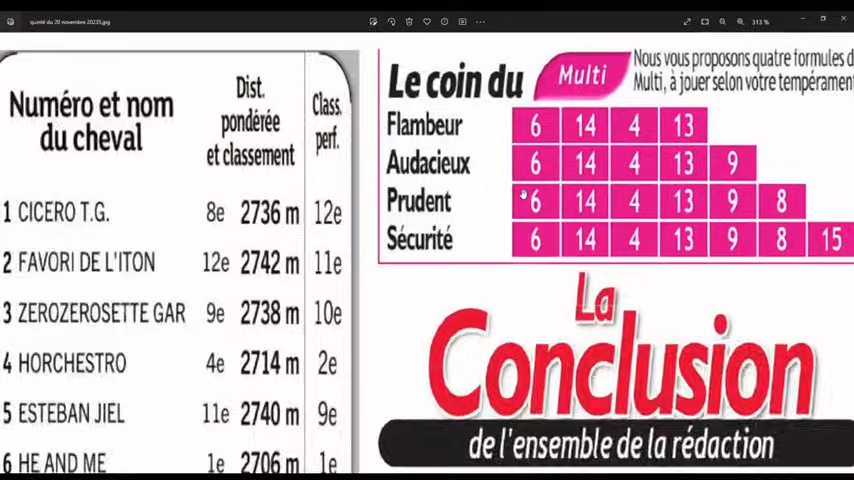 quinté du 20 novembre 20235.jpg
313 %
Numéro et nom
du cheval
Dist.
pondérée
et classement
Class.
perf.
1 CICERO T.G. 8e 2736 m 12e
2 FAVORI DE L'ITON 12e 2742 m 11e
3 ZEROZEROSETTE GAR 9e 2738 m 10e
4 HORCHESTRO 4e 2714 m 2e
5 ESTEBAN JIEL 11e 2740 m 9e
6 HE AND ME 1e 2706 m 1e
Le coin du Multi
Nous vous proposons quatre formules d
Multi, à jouer selon votre tempérament
Flambeur 6 14 4 13
Audacieux 6 14 4 13 9
Prudent 6 14 4 13 9 8
Sécurité 6 14 4 13 9 8 15
La
Conclusion
de l'ensemble de la rédaction